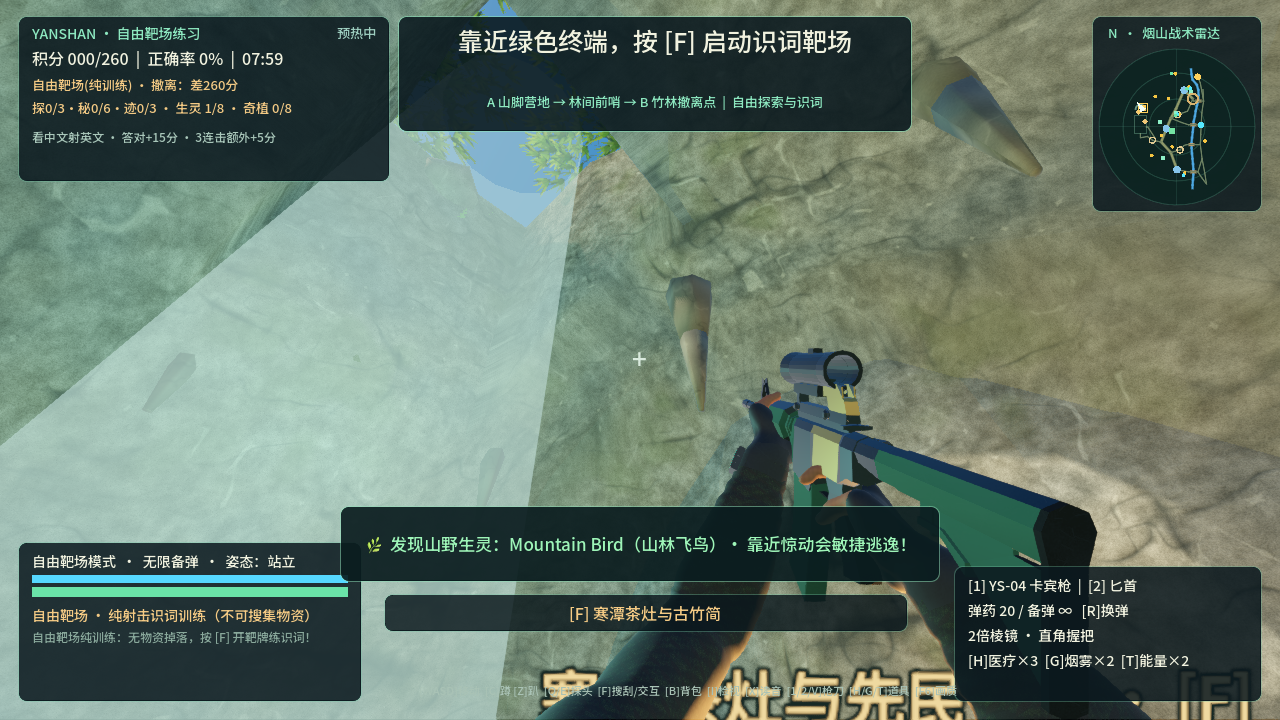 YANSHAN · 自由靶场练习
预热中
积分 000/260 | 正确率 0% | 07:59
自由靶场(纯训练) · 撤离：差260分
探0/3·秘0/6·迹0/3 · 生灵 1/8 · 奇植 0/8
看中文射英文 · 答对+15分 · 3连击额外+5分
靠近绿色终端，按 [F] 启动识词靶场
A 山脚营地 → 林间前哨 → B 竹林撤离点 | 自由探索与识词
N · 烟山战术雷达
发现山野生灵：Mountain Bird（山林飞鸟） · 靠近惊动会敏捷逃逸！
[F] 寒潭茶灶与古竹简
自由靶场模式 · 无限备弹 · 姿态：站立
自由靶场 · 纯射击识词训练（不可搜集物资）
自由靶场纯训练：无物资掉落，按 [F] 开靶牌练识词！
[1] YS-04 卡宾枪 | [2] 匕首
弹药 20 / 备弹 ∞ [R]换弹
2倍棱镜 · 直角握把
[H]医疗×3 [G]烟雾×2 [T]能量×2
[F]搜刮/交互 [B]背包
灶与先民 [F]